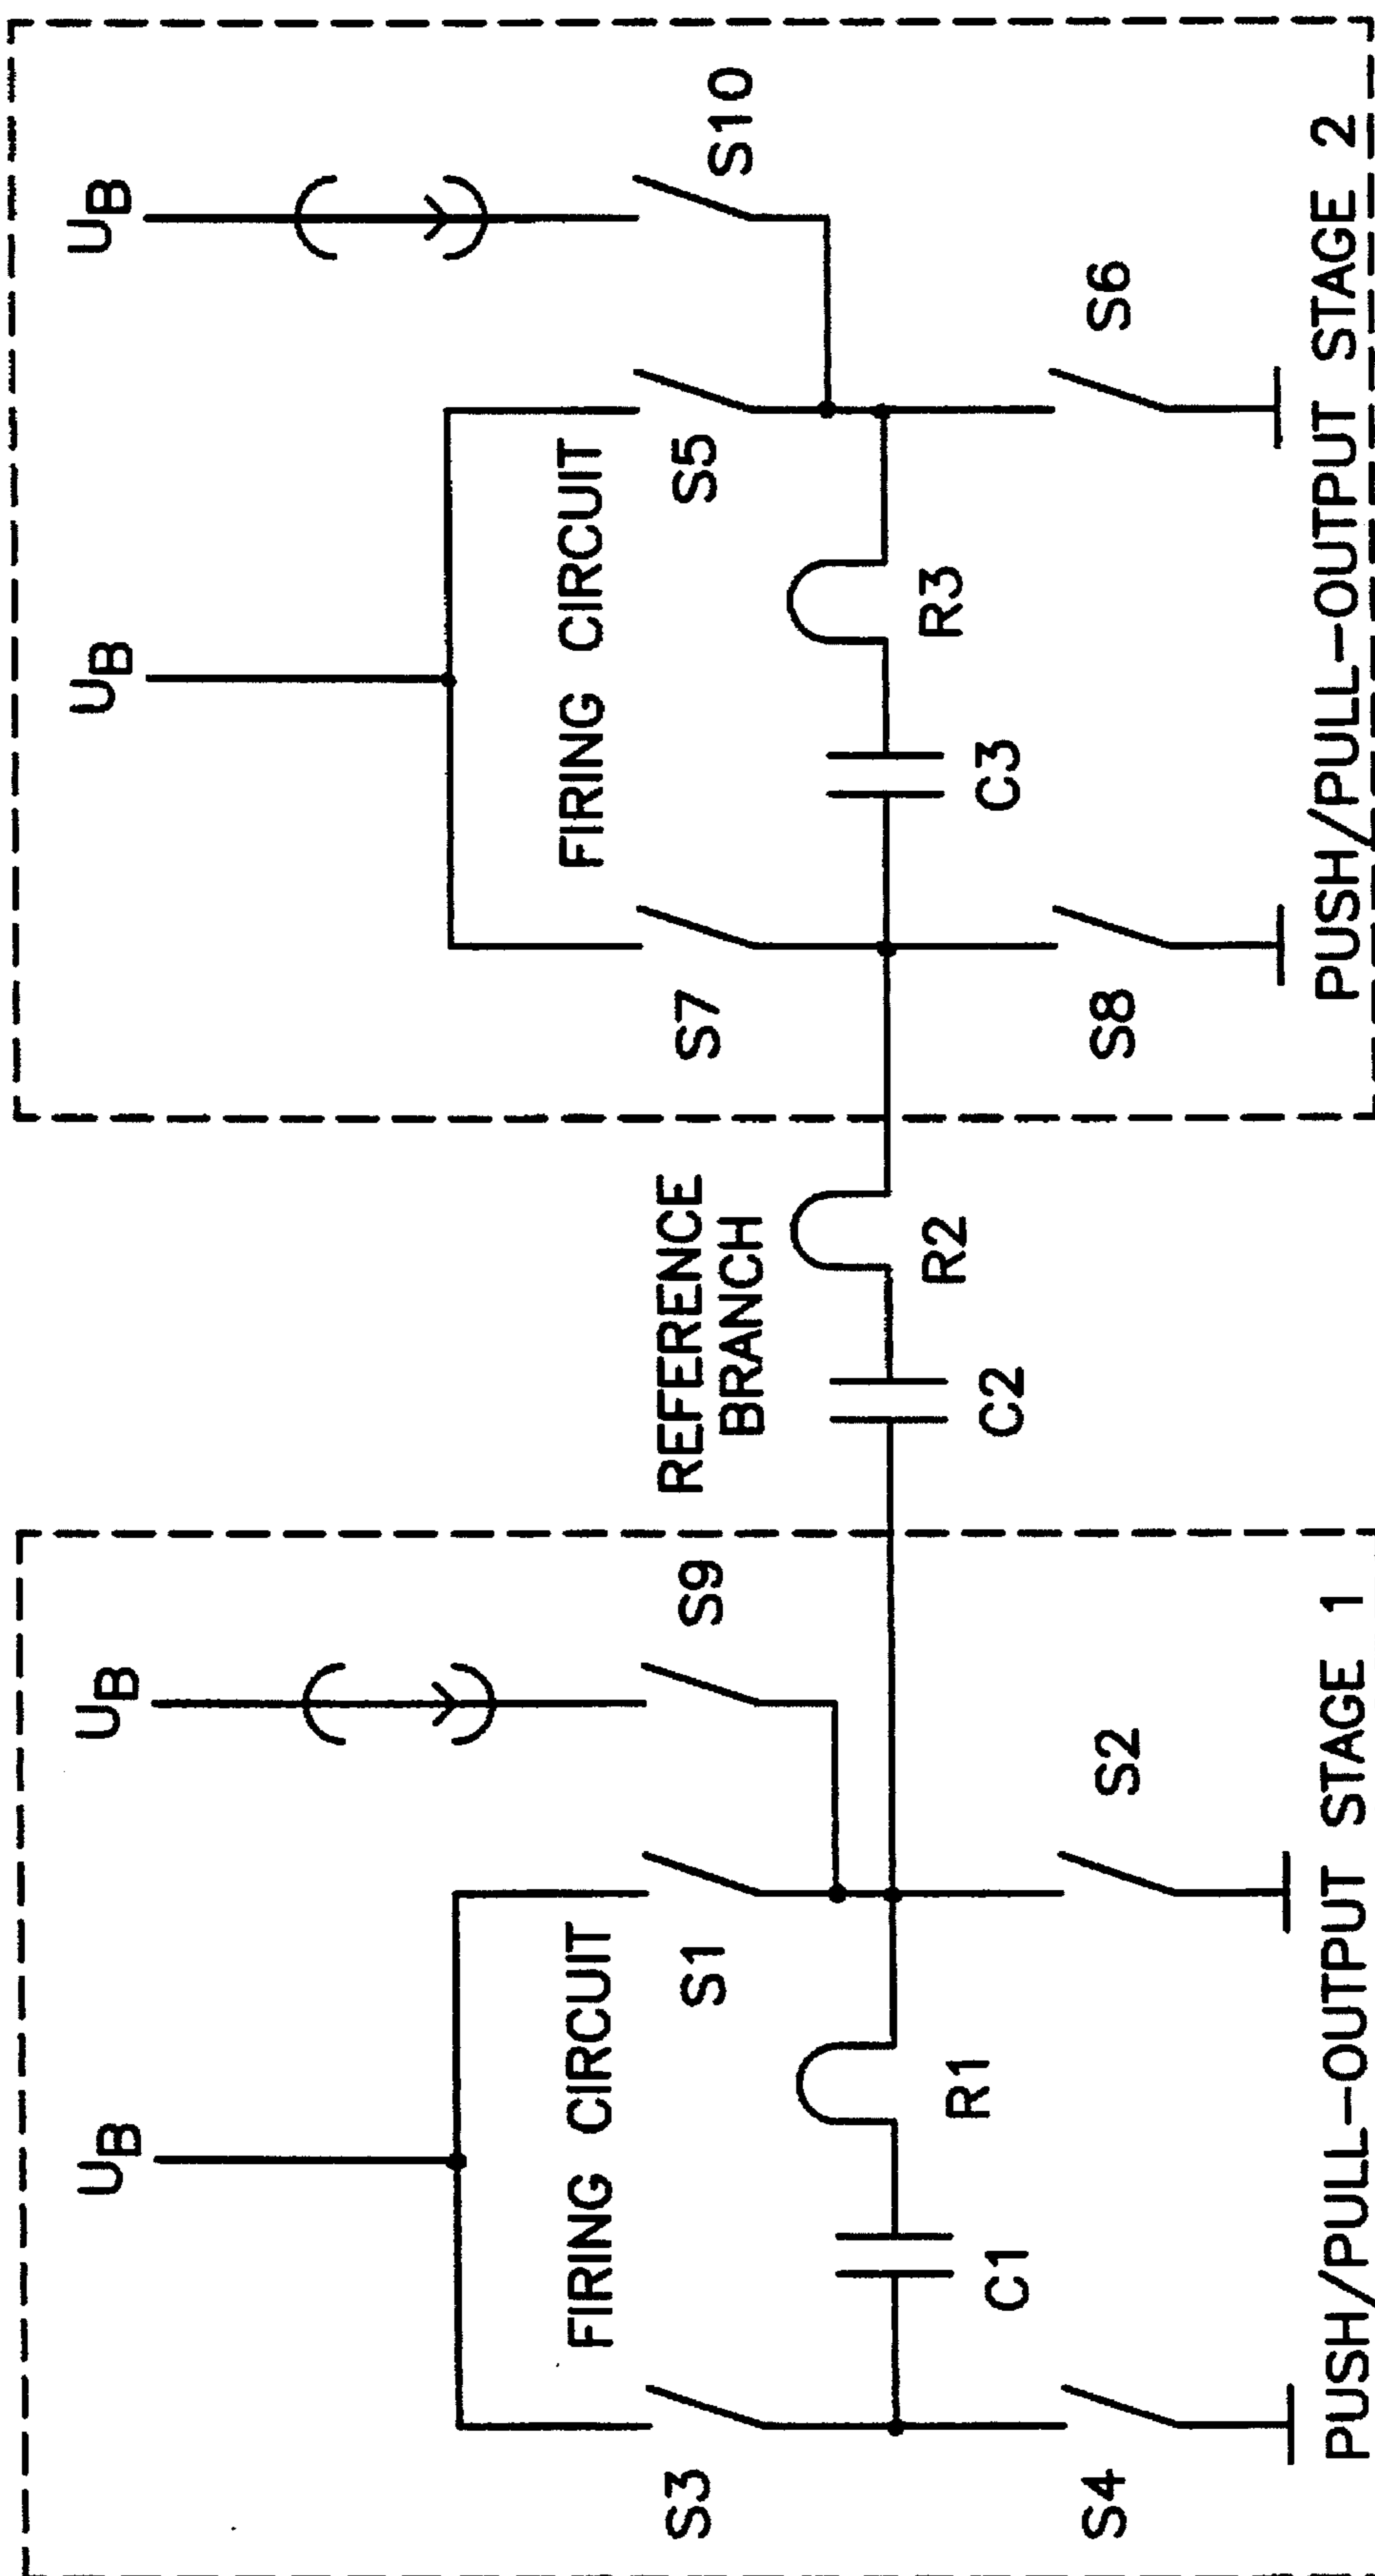 U_B
U_B
U_B
U_B
S3
FIRING CIRCUIT
S1
S9
REFERENCE
BRANCH
S7
FIRING CIRCUIT
S5
S10
C1
R1
C2
R2
C3
R3
S4
S2
S8
S6
PUSH/PULL-OUTPUT STAGE 1
PUSH/PULL-OUTPUT STAGE 2